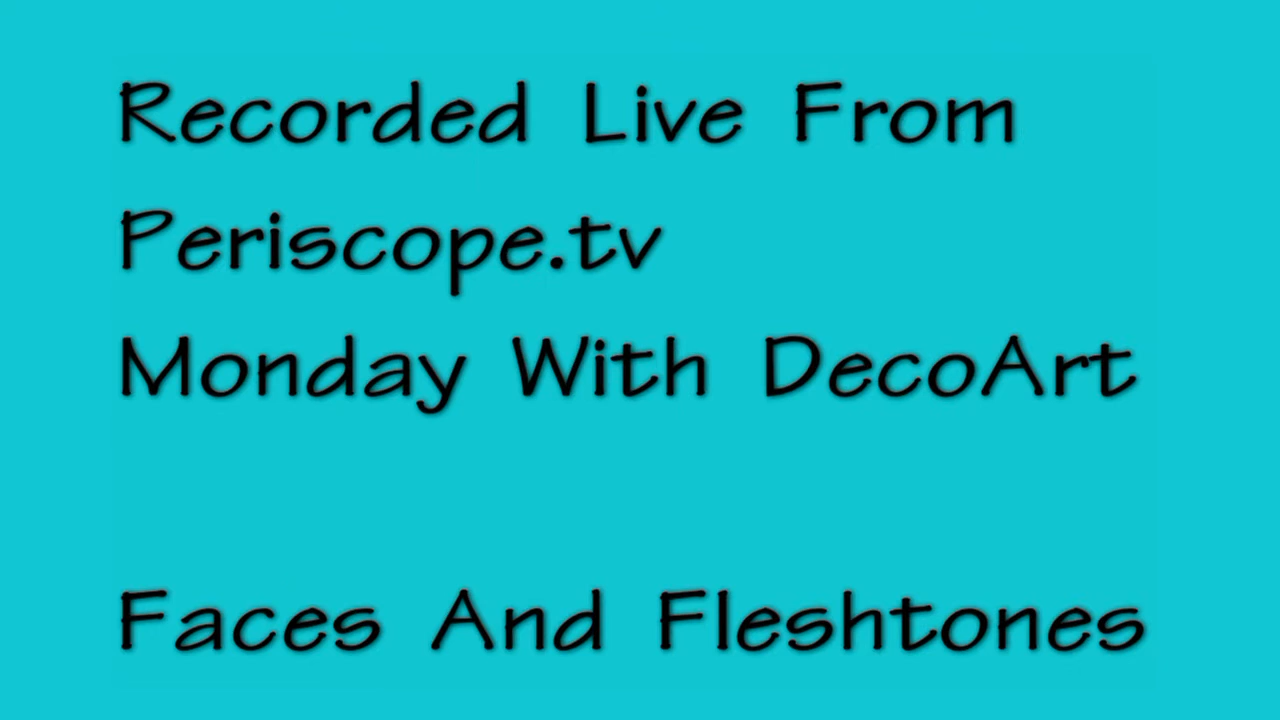 Recorded Live From
Periscope.tv
Monday With DecoArt
Faces And Fleshtones